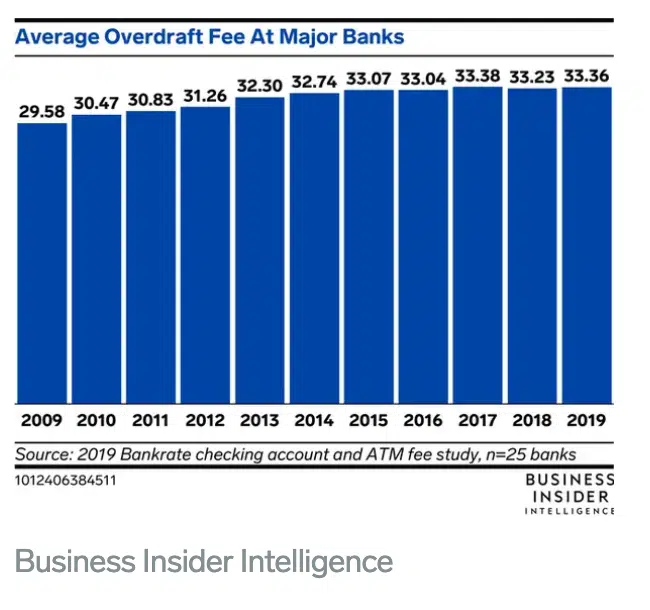 Average Overdraft Fee At Major Banks
29.58 30.47 30.83 31.26 32.30 32.74 33.07 33.04 33.38 33.23 33.36
2009 2010 2011 2012 2013 2014 2015 2016 2017 2018 2019
Source: 2019 Bankrate checking account and ATM fee study, n=25 banks
1012406384511
BUSINESS
INSIDER
INTELLIGENCE
Business Insider Intelligence